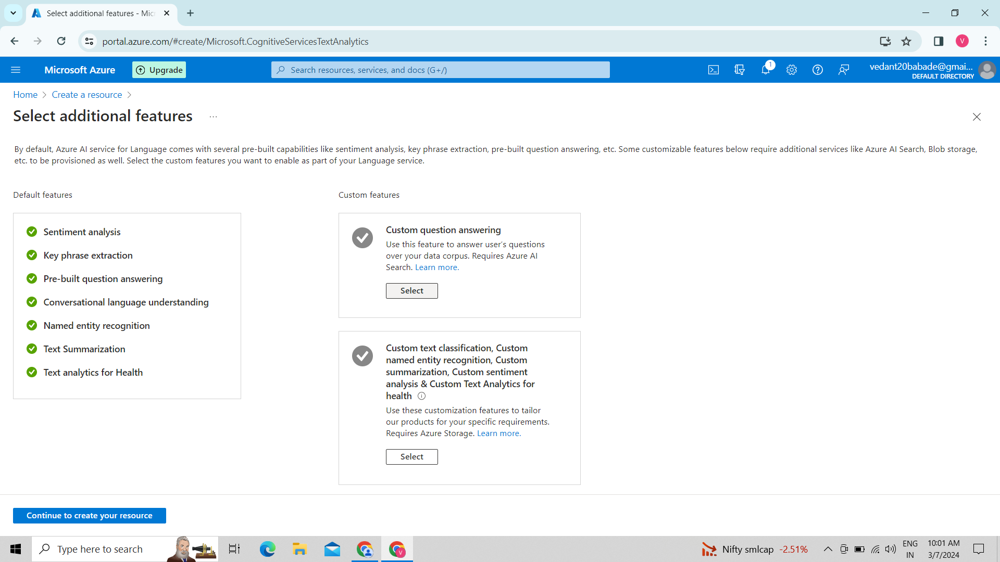 Select additional features - Mic
portal.azure.com/#create/Microsoft.CognitiveServicesTextAnalytics
V
Microsoft Azure
Upgrade
Search resources, services, and docs (G+/)
1
vedant20babade@gmai...
DEFAULT DIRECTORY
Home
Create a resource
Select additional features
...
By default, Azure AI service for Language comes with several pre-built capabilities like sentiment analysis, key phrase extraction, pre-built question answering, etc. Some customizable features below require additional services like Azure AI Search, Blob storage,
etc. to be provisioned as well. Select the custom features you want to enable as part of your Language service.
Default features
Sentiment analysis
Key phrase extraction
Pre-built question answering
Conversational language understanding
Named entity recognition
Text Summarization
Text analytics for Health
Custom features
Custom question answering
Use this feature to answer user's questions
over your data corpus. Requires Azure AI
Search. Learn more.
Select
Custom text classification, Custom
named entity recognition, Custom
summarization, Custom sentiment
analysis & Custom Text Analytics for
health
Use these customization features to tailor
our products for your specific requirements.
Requires Azure Storage. Learn more.
Select
Continue to create your resource
Type here to search
V
Nifty smlcap -2.51%
ENG
IN
10:01 AM
3/7/2024